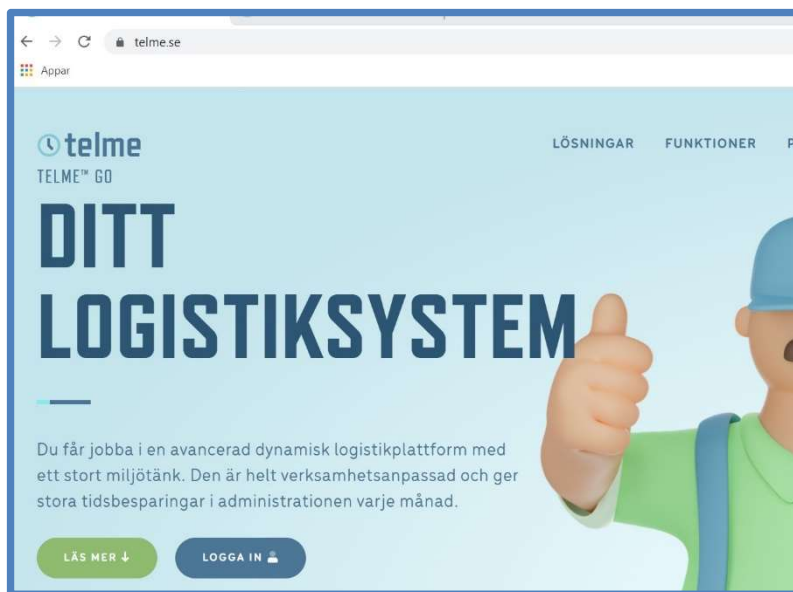 telme.se
Appar
telme
LÖSNINGAR FUNKTIONER
TELME™ GO
DITT
LOGISTIKSYSTEM
Du får jobba i en avancerad dynamisk logistikplattform med
ett stort miljötänk. Den är helt verksamhetsanpassad och ger
stora tidsbesparingar i administrationen varje månad.
LÄS MER ↓ LOGGA IN